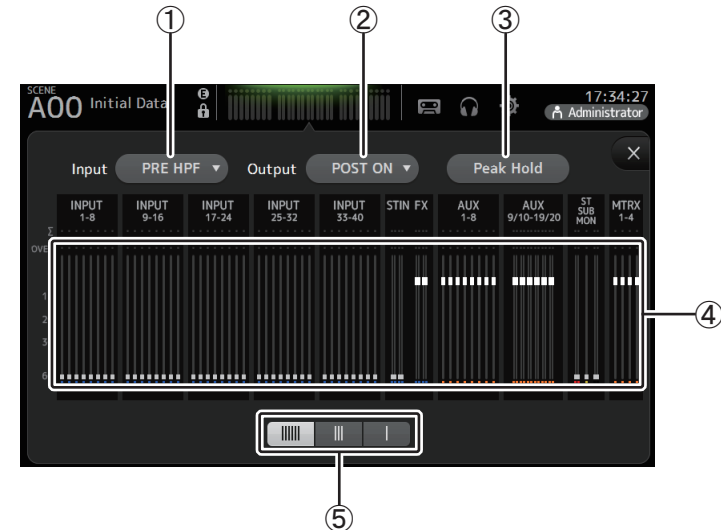 ① ② ③
SCENE
A00 Initial Data E 17:34:27
Administrator
Input PRE HPF Output POST ON Peak Hold
INPUT 1-8
INPUT 9-16
INPUT 17-24
INPUT 25-32
INPUT 33-40
STIN FX
AUX 1-8
AUX 9/10-19/20
ST SUB MON
MTRX 1-4
Σ
OVE
1
2
3
6
④
⑤